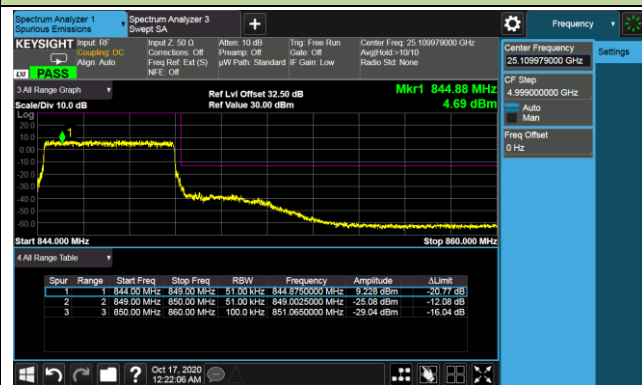 Spectrum Analyzer 1
Spurious Emissions
Spectrum Analyzer 3
Swept SA
Frequency
KEYSIGHT
Input: RF
Coupling: DC
Align: Auto
Input Z: 50 Ω
Corrections: Off
Freq Ref: Ext (S)
NFE: Off
Atten: 10 dB
Preamp: Off
µW Path: Standard
Trig: Free Run
Gate: Off
IF Gain: Low
Center Freq: 25.109979000 GHz
Avg|Hold:>10/10
Radio Std: None
LXI PASS
Center Frequency
25.109979000 GHz
Settings
CF Step
4.999000000 GHz
Auto
Man
Freq Offset
0 Hz
3 All Range Graph
Scale/Div 10.0 dB
Ref Lvl Offset 32.50 dB
Ref Value 30.00 dBm
Mkr1 844.88 MHz
4.69 dBm
Log
20.0
10.0
0.00
-10.0
-20.0
-30.0
-40.0
-50.0
-60.0
1
Start 844.000 MHz
Stop 860.000 MHz
4 All Range Table
Spur Range Start Freq Stop Freq RBW Frequency Amplitude ΔLimit
1 1 844.00 MHz 849.00 MHz 51.00 kHz 844.8750000 MHz 9.228 dBm -20.77 dB
2 2 849.00 MHz 850.00 MHz 51.00 kHz 849.0025000 MHz -25.08 dBm -12.08 dB
3 3 850.00 MHz 860.00 MHz 100.0 kHz 851.0650000 MHz -29.04 dBm -16.04 dB
Oct 17, 2020
12:22:06 AM